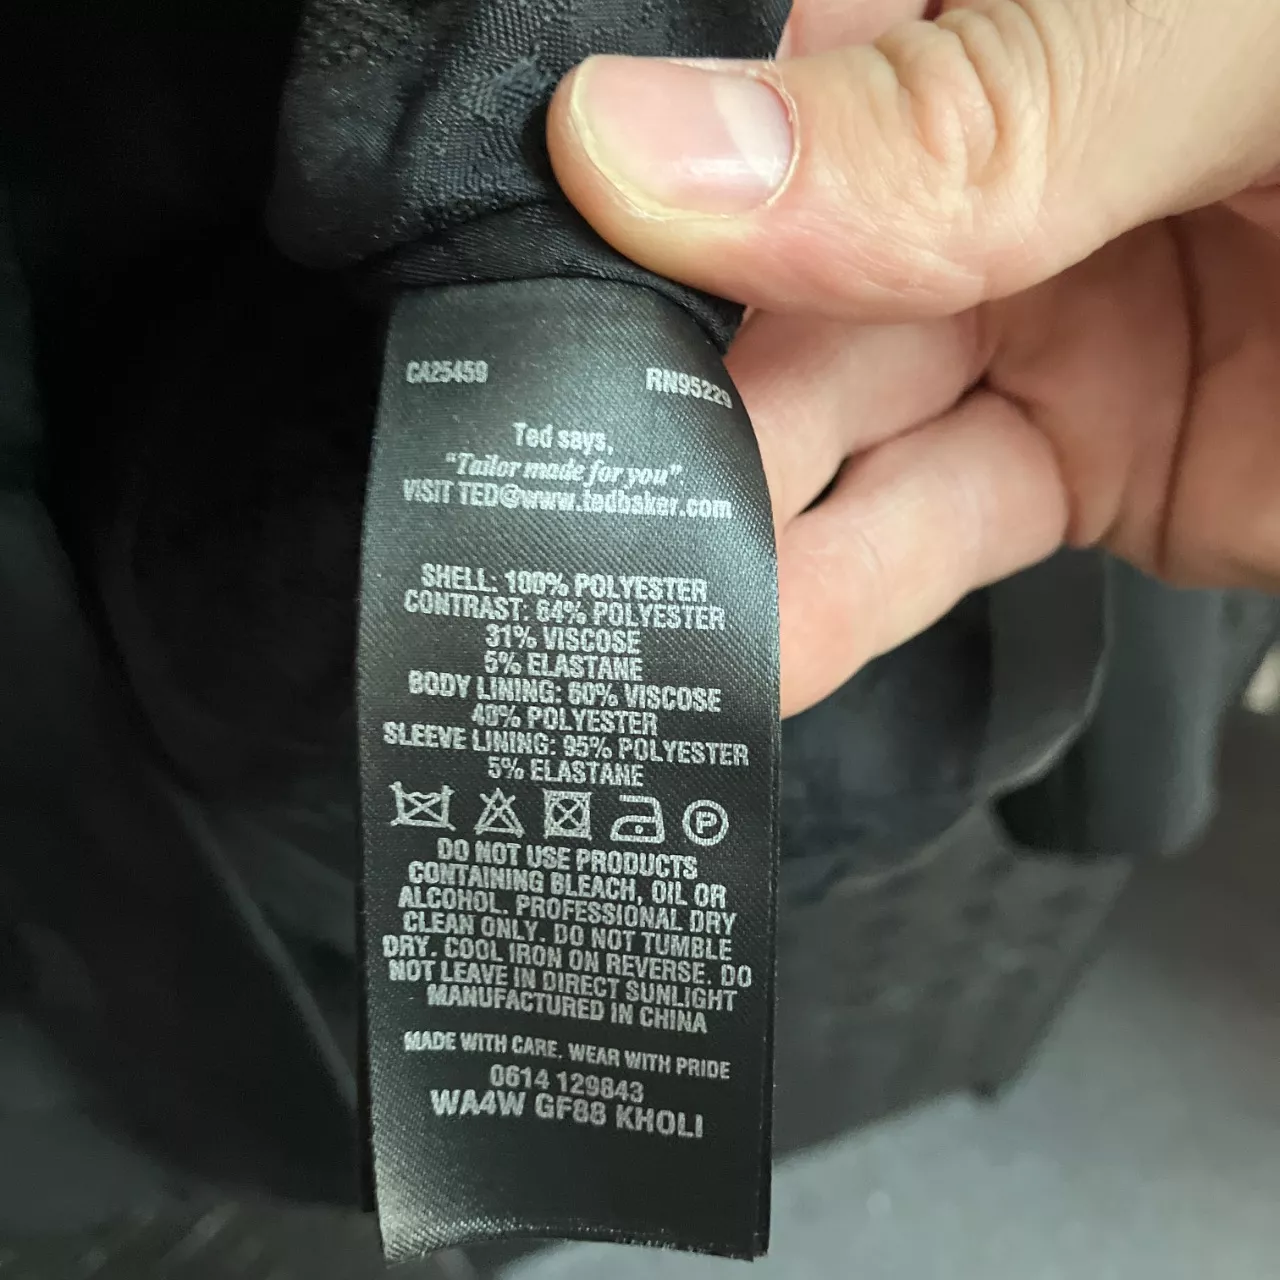 CA25459 RN95229
Ted says,
"Tailor made for you"
VISIT TED@www.tedbaker.com
SHELL: 100% POLYESTER
CONTRAST: 64% POLYESTER
31% VISCOSE
5% ELASTANE
BODY LINING: 60% VISCOSE
40% POLYESTER
SLEEVE LINING: 95% POLYESTER
5% ELASTANE
P
DO NOT USE PRODUCTS
CONTAINING BLEACH, OIL OR
ALCOHOL. PROFESSIONAL DRY
CLEAN ONLY. DO NOT TUMBLE
DRY. COOL IRON ON REVERSE. DO
NOT LEAVE IN DIRECT SUNLIGHT
MANUFACTURED IN CHINA
MADE WITH CARE. WEAR WITH PRIDE
0614 129843
WA4W GF88 KHOLI